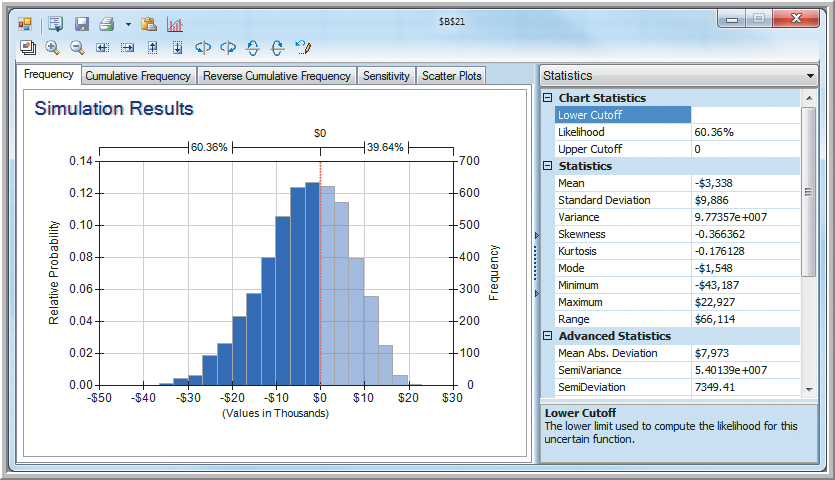 $B$21
Frequency Cumulative Frequency Reverse Cumulative Frequency Sensitivity Scatter Plots
Simulation Results
$0
60.36% 39.64%
0.14 700
0.12 600
0.10 500
0.08 400
0.06 300
0.04 200
0.02 100
0.00 0
Relative Probability
Frequency
-$50 -$40 -$30 -$20 -$10 $0 $10 $20 $30
(Values in Thousands)
Statistics
Chart Statistics
Lower Cutoff
Likelihood 60.36%
Upper Cutoff 0
Statistics
Mean -$3,338
Standard Deviation $9,886
Variance 9.77357e+007
Skewness -0.366362
Kurtosis -0.176128
Mode -$1,548
Minimum -$43,187
Maximum $22,927
Range $66,114
Advanced Statistics
Mean Abs. Deviation $7,973
SemiVariance 5.40139e+007
SemiDeviation 7349.41
Lower Cutoff
The lower limit used to compute the likelihood for this
uncertain function.